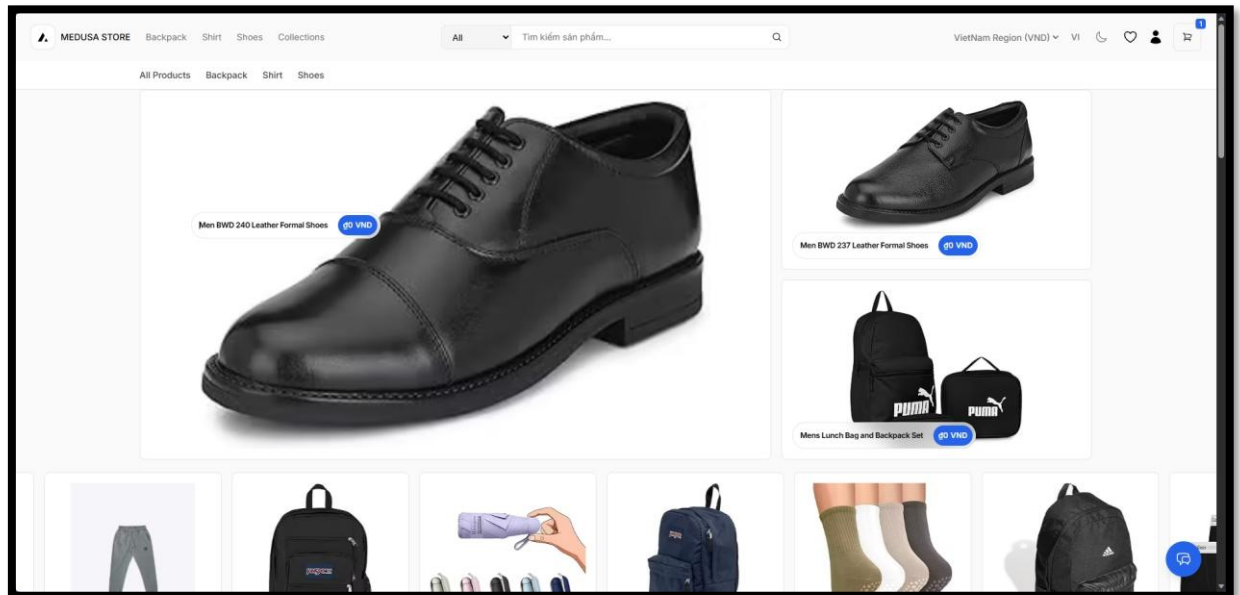 1
MEDUSA STORE Backpack Shirt Shoes Collections All Tìm kiếm sản phẩm... VietNam Region (VND) VI
All Products Backpack Shirt Shoes
Men BWD 240 Leather Formal Shoes ₫0 VND
Men BWD 237 Leather Formal Shoes ₫0 VND
PUMA
PUMA
Mens Lunch Bag and Backpack Set ₫0 VND
JANSPORT
adidas